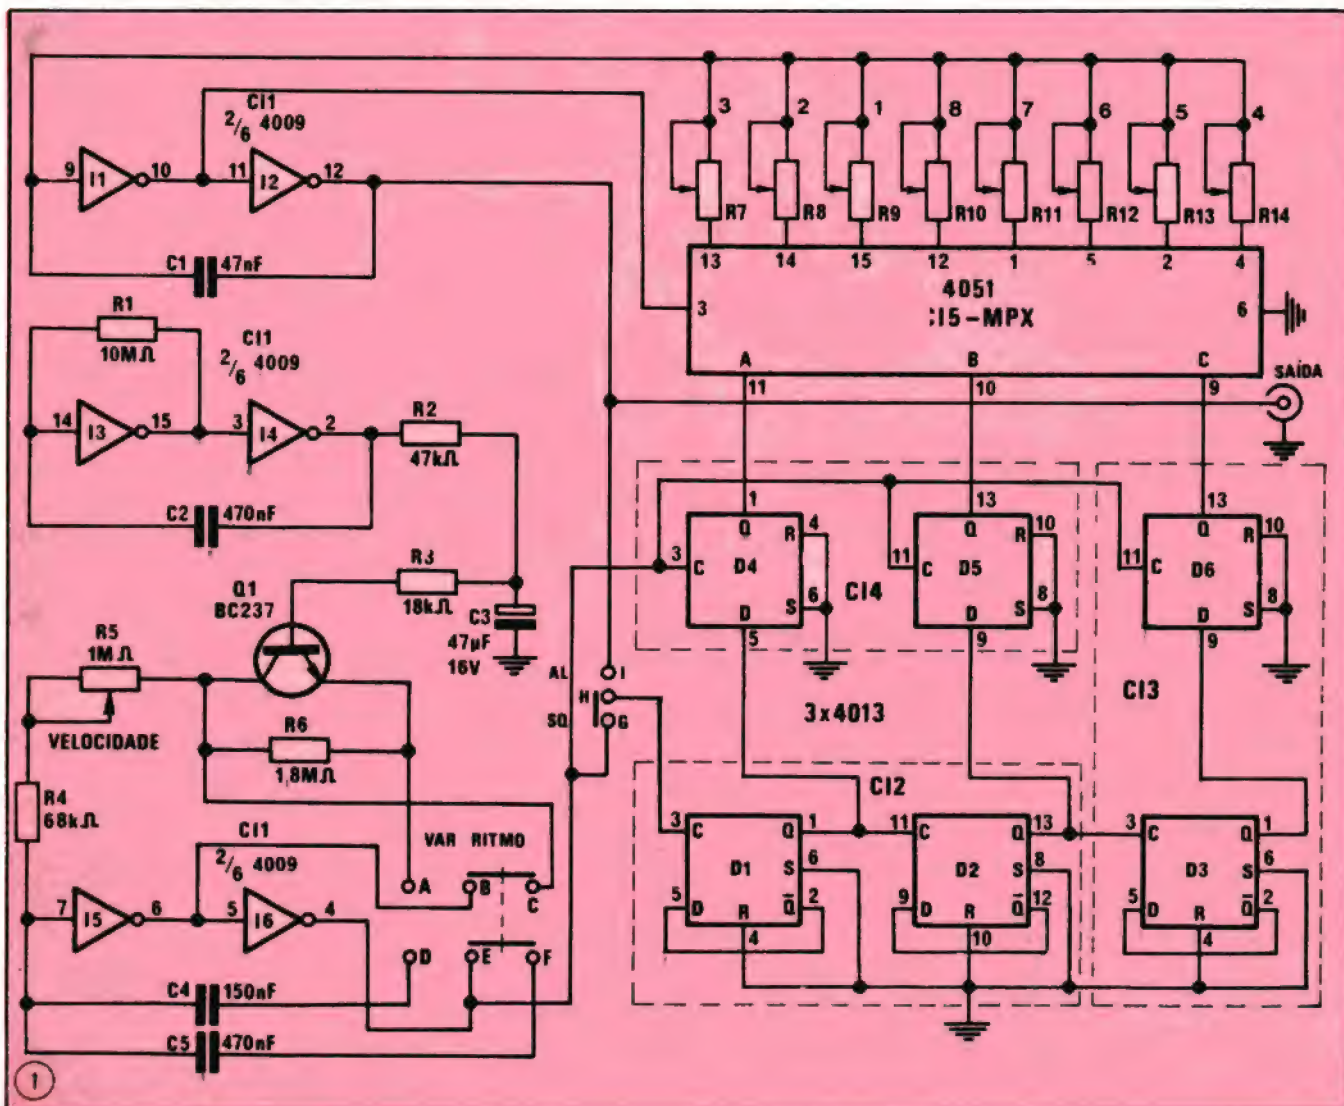 3 2 1 8 7 6 5 4
CI1
2/6 4009
9 I1 10 11 I2 12
R7 R8 R9 R10 R11 R12 R13 R14
C1 47nF
13 14 15 12 1 5 2 4
4051
3 CI5-MPX 6
A B C
11 10 9
SAÍDA
R1
10MΩ
CI1
2/6 4009
14 I3 15 3 I4 2
R2
47kΩ
C2 470nF
1 13 13
Q R 4 Q R 10 Q R 10
3 C D4 11 C D5 11 C D6
S 6 S 8 S 8
D D D
5 9 9
CI4
CI3
R3
18kΩ
C3
47µF
16V
Q1
BC237
R5
1MΩ
VELOCIDADE
R6
1,8MΩ
AL I
H
SQ G
3x4013
R4
68kΩ
CI1
2/6 4009
VAR RITMO
A B C
7 I5 6 5 I6 4
D E F
C4 150nF
C5 470nF
CI2
3 C Q 1 11 C Q 13 3 C Q 1
D1 S 6 D2 S 8 D3 S 6
5 D R Q̅ 2 9 D R Q̅ 12 5 D R Q̅ 2
4 10 4
1